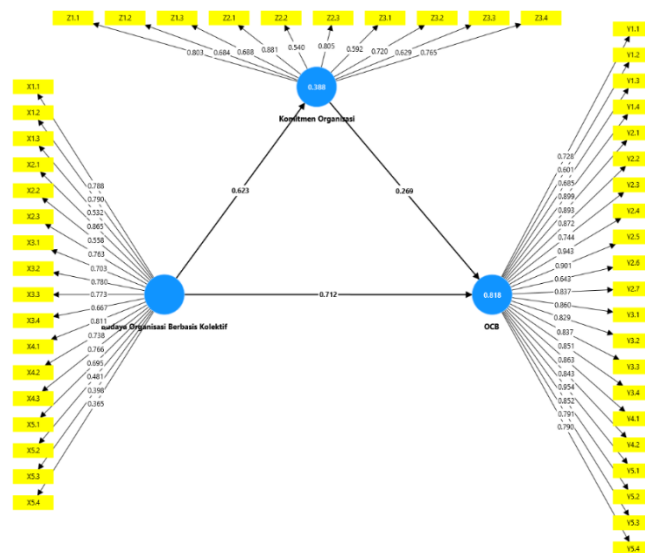 Z1.1
Z1.2
Z1.3
Z2.1
Z2.2
Z2.3
Z3.1
Z3.2
Z3.3
Z3.4
0.803
0.684
0.688
0.881
0.540
0.805
0.592
0.720
0.629
0.765
0.388
Komitmen Organisasi
X1.1
X1.2
X1.3
X2.1
X2.2
X2.3
X3.1
X3.2
X3.3
X3.4
X4.1
X4.2
X4.3
X5.1
X5.2
X5.3
X5.4
0.788
0.790
0.532
0.865
0.558
0.763
0.703
0.780
0.773
0.667
0.811
0.738
0.766
0.695
0.481
0.398
0.365
Budaya Organisasi Berbasis Kolektif
0.623
0.269
0.712
0.818
OCB
0.728
0.601
0.685
0.899
0.893
0.872
0.744
0.943
0.901
0.643
0.837
0.860
0.829
0.837
0.851
0.863
0.843
0.954
0.852
0.791
0.790
Y1.1
Y1.2
Y1.3
Y1.4
Y2.1
Y2.2
Y2.3
Y2.4
Y2.5
Y2.6
Y2.7
Y3.1
Y3.2
Y3.3
Y3.4
Y4.1
Y4.2
Y5.1
Y5.2
Y5.3
Y5.4